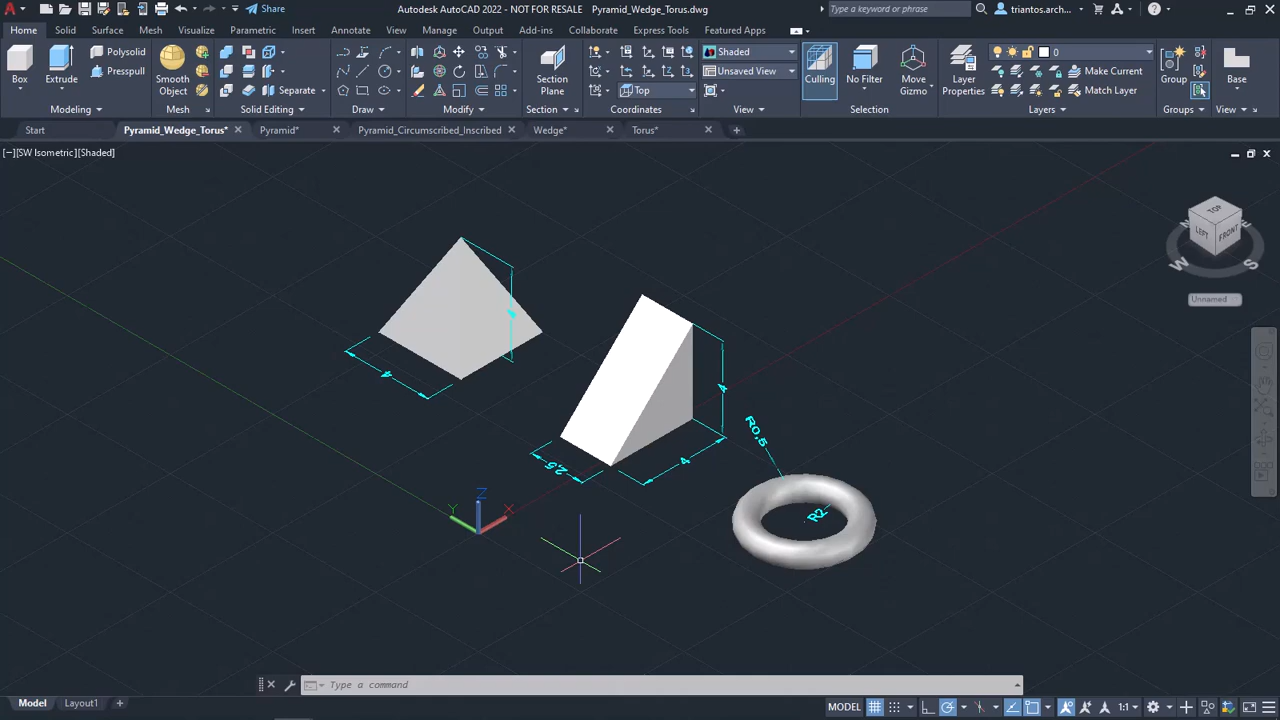 Share
Autodesk AutoCAD 2022 - NOT FOR RESALE Pyramid_Wedge_Torus.dwg
Type a keyword or phrase
triantos.arch...
Home Solid Surface Mesh Visualize Parametric Insert Annotate View Manage Output Add-ins Collaborate Express Tools Featured Apps
Box
Extrude
Polysolid
Presspull
Smooth Object
Separate
Section Plane
Top
Shaded
Unsaved View
Culling
No Filter
Move Gizmo
Layer Properties
0
Make Current
Match Layer
Group
Base
Modeling Mesh Solid Editing Draw Modify Section Coordinates View Selection Layers Groups View
Start Pyramid_Wedge_Torus* Pyramid* Pyramid_Circumscribed_Inscribed Wedge* Torus*
[−][SW Isometric][Shaded]
TOP
LEFT FRONT
N E
W S
Unnamed
4
4
4
2,5
R0,5
R2
Z
Y X
Type a command
Model Layout1
MODEL
1:1